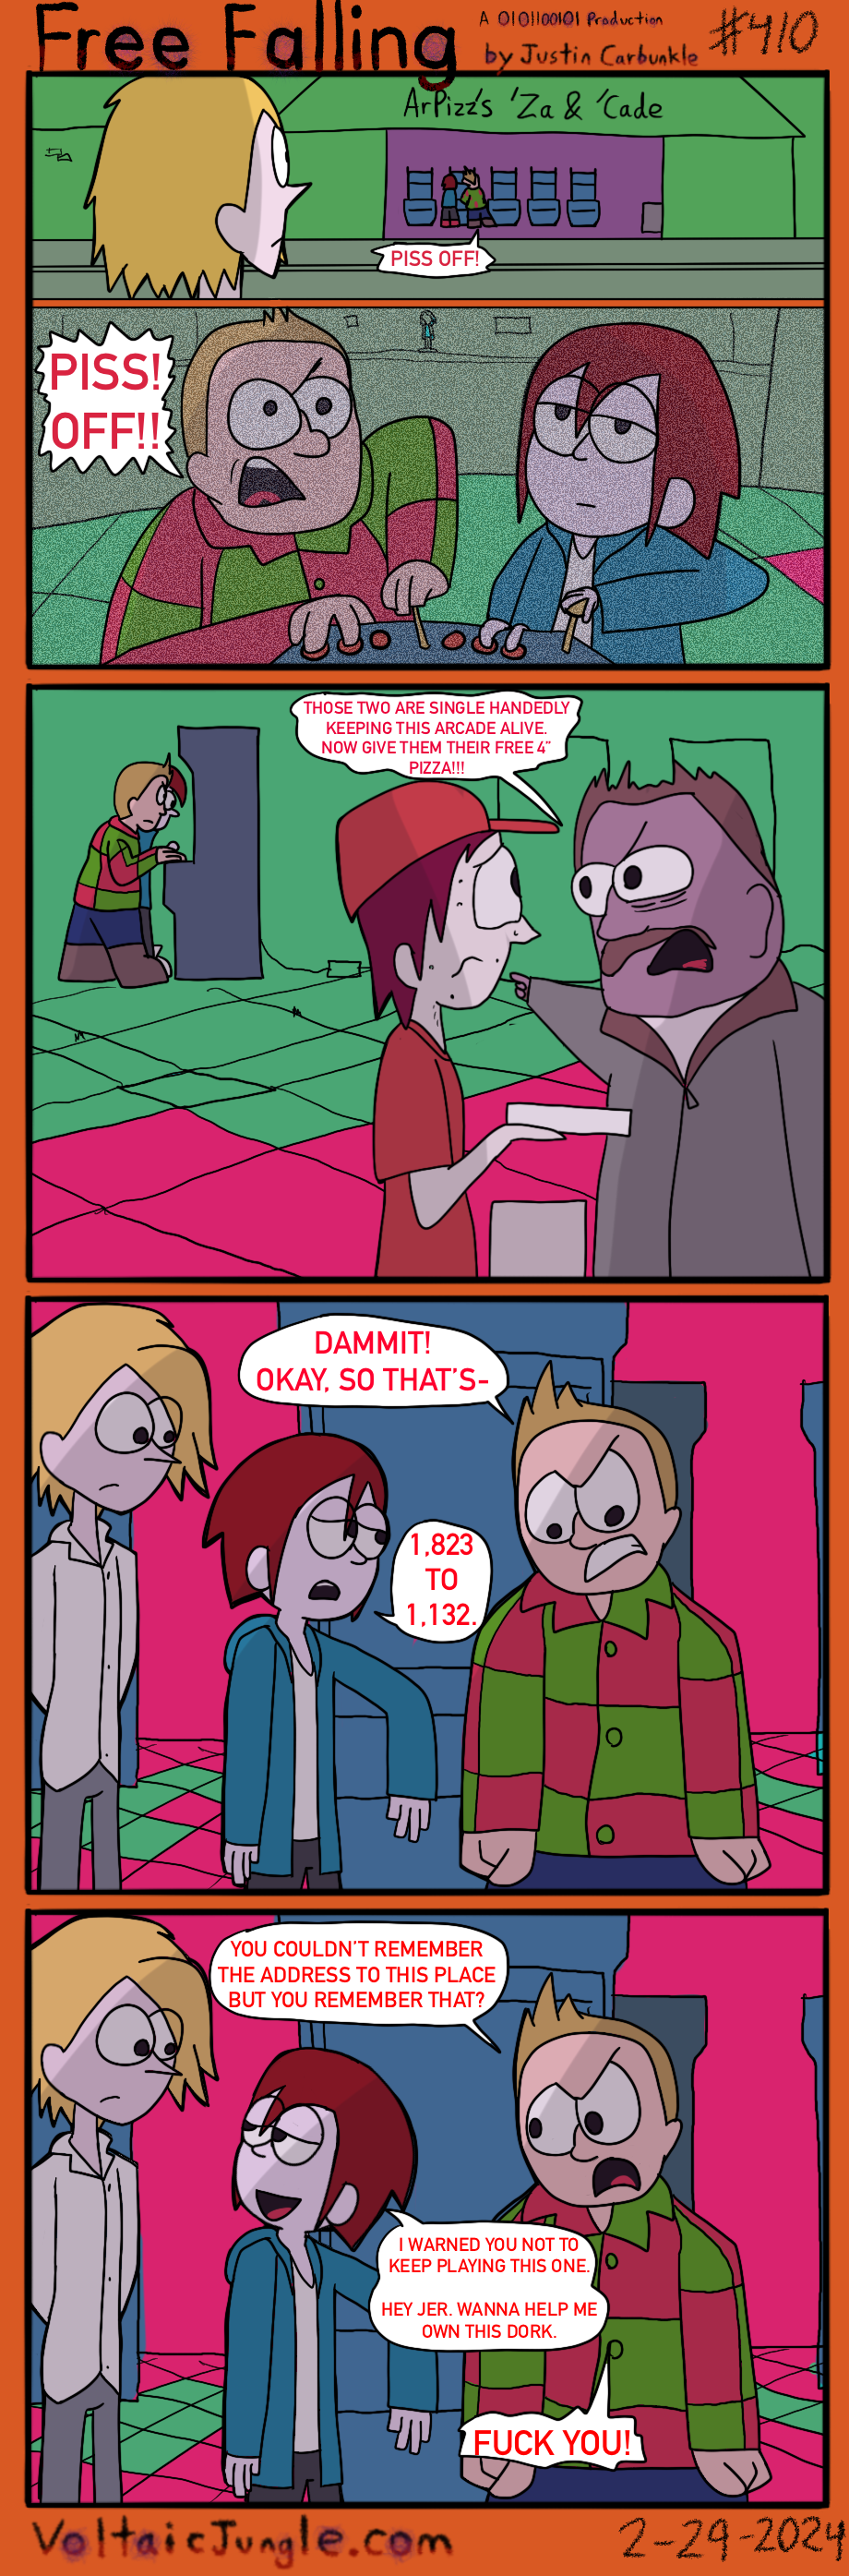 Free Falling
A 0101100101 Production
by Justin Carbunkle
#410
ArPizz's 'Za & 'Cade
PISS OFF!
PISS!
OFF!!
THOSE TWO ARE SINGLE HANDEDLY
KEEPING THIS ARCADE ALIVE.
NOW GIVE THEM THEIR FREE 4"
PIZZA!!!
DAMMIT!
OKAY, SO THAT'S-
1,823
TO
1,132.
YOU COULDN'T REMEMBER
THE ADDRESS TO THIS PLACE
BUT YOU REMEMBER THAT?
I WARNED YOU NOT TO
KEEP PLAYING THIS ONE.
HEY JER. WANNA HELP ME
OWN THIS DORK.
FUCK YOU!
VoltaicJungle.com
2-29-2024